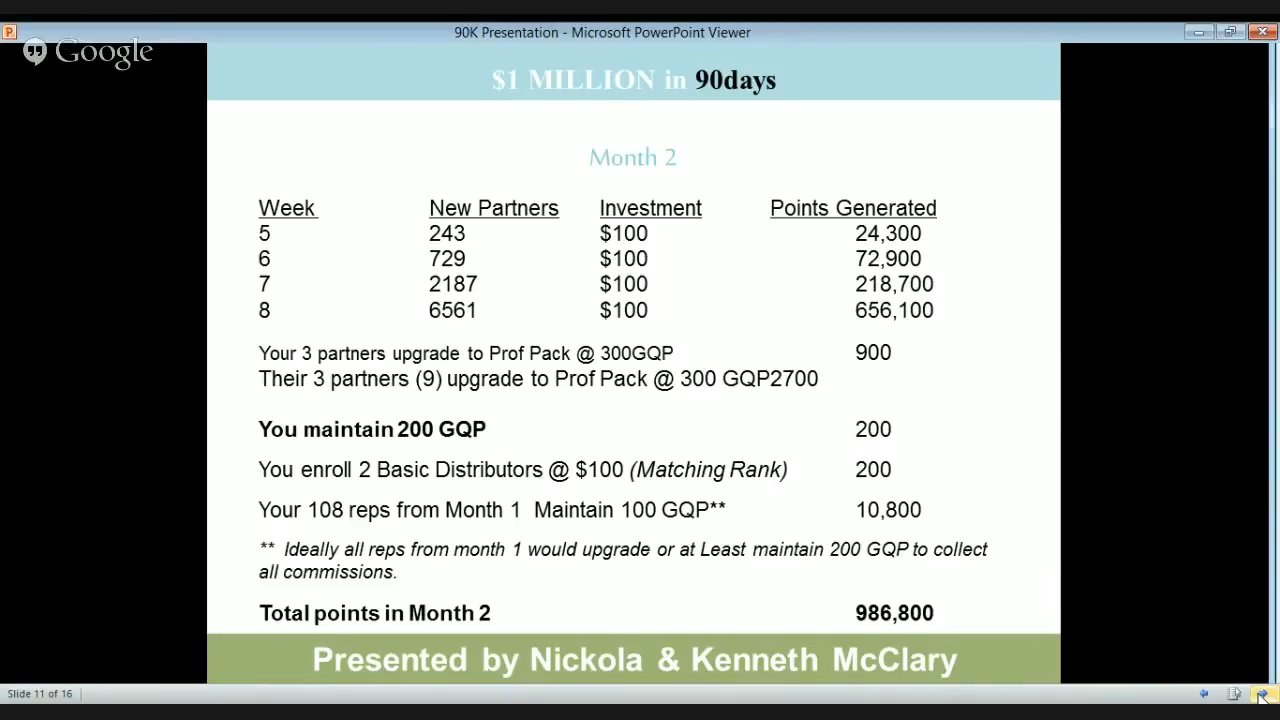 90K Presentation - Microsoft PowerPoint Viewer
Google
$1 MILLION in 90days
Month 2
Week New Partners Investment Points Generated
5 243 $100 24,300
6 729 $100 72,900
7 2187 $100 218,700
8 6561 $100 656,100
Your 3 partners upgrade to Prof Pack @ 300GQP 900
Their 3 partners (9) upgrade to Prof Pack @ 300 GQP2700
You maintain 200 GQP 200
You enroll 2 Basic Distributors @ $100 (Matching Rank) 200
Your 108 reps from Month 1 Maintain 100 GQP** 10,800
** Ideally all reps from month 1 would upgrade or at Least maintain 200 GQP to collect
all commissions.
Total points in Month 2 986,800
Presented by Nickola & Kenneth McClary
Slide 11 of 16